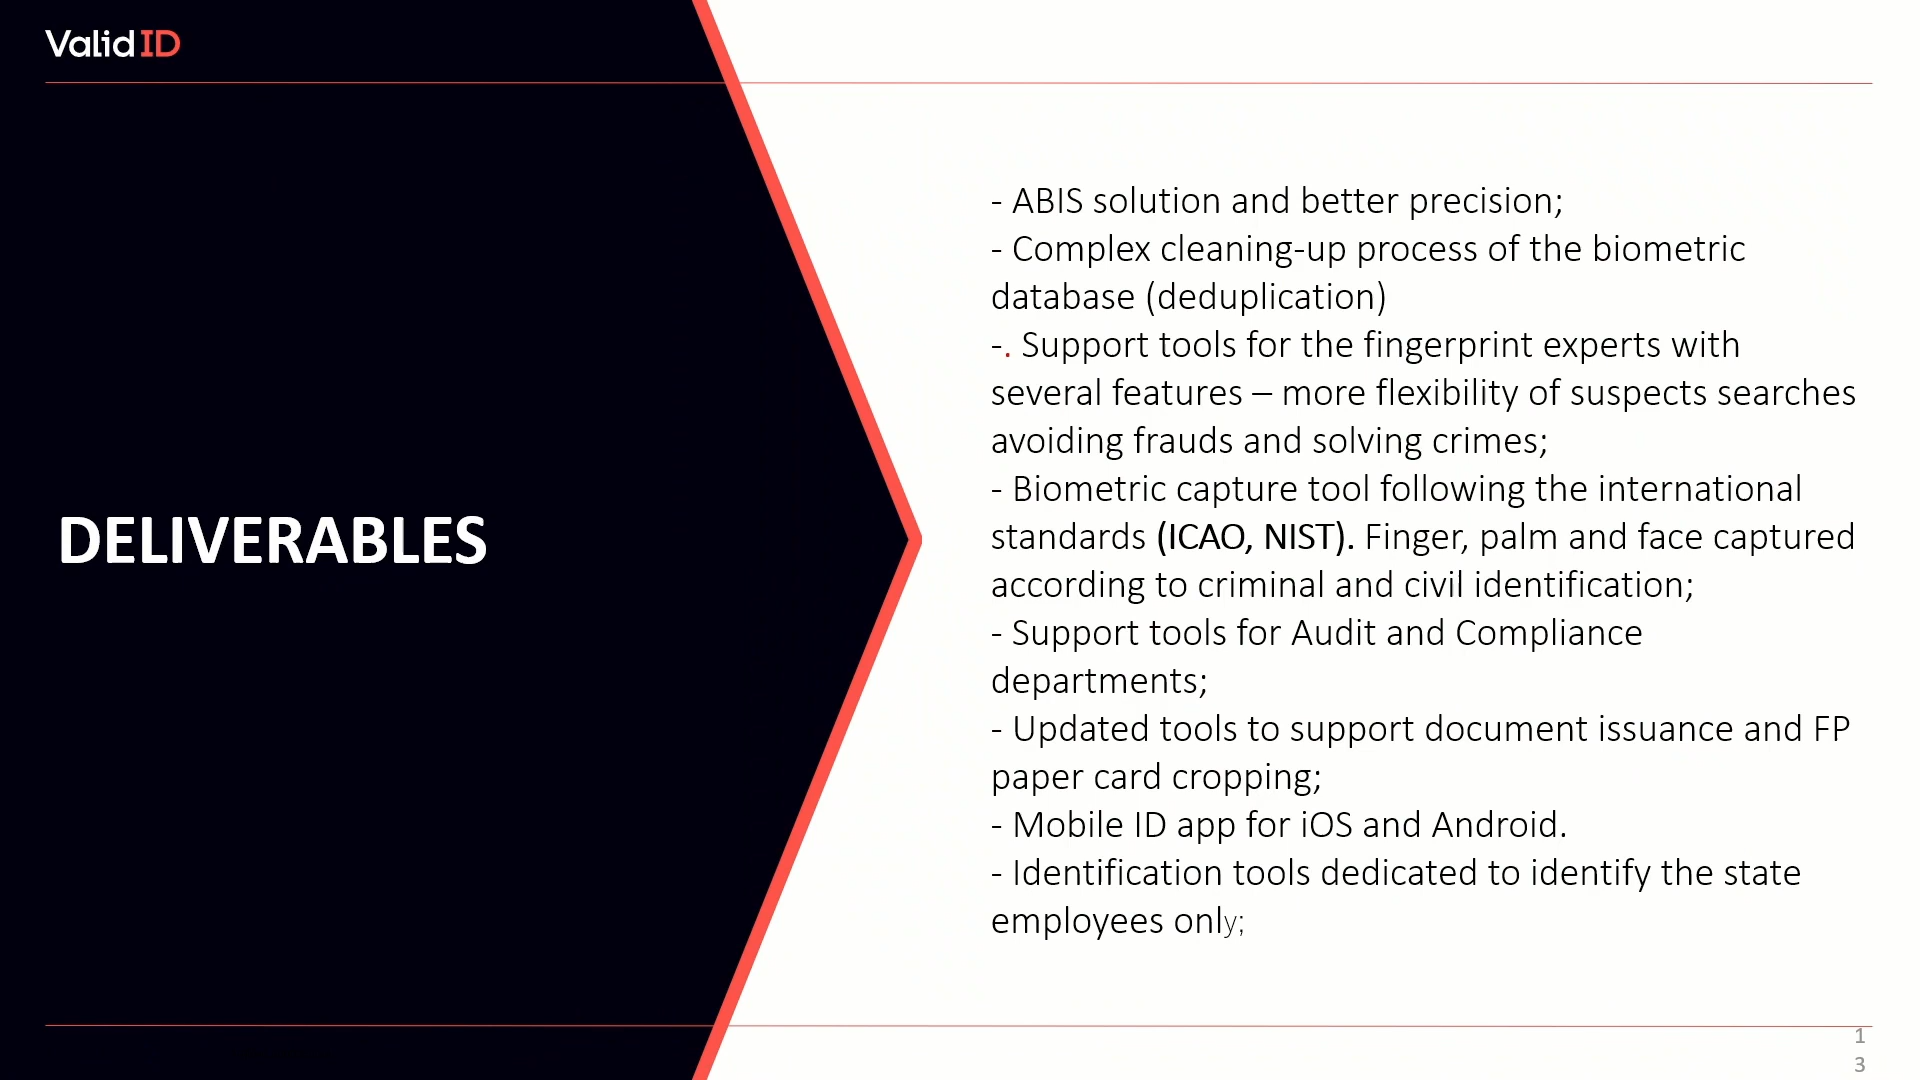 Valid ID
DELIVERABLES
- ABIS solution and better precision;
- Complex cleaning-up process of the biometric
database (deduplication)
-. Support tools for the fingerprint experts with
several features – more flexibility of suspects searches
avoiding frauds and solving crimes;
- Biometric capture tool following the international
standards (ICAO, NIST). Finger, palm and face captured
according to criminal and civil identification;
- Support tools for Audit and Compliance
departments;
- Updated tools to support document issuance and FP
paper card cropping;
- Mobile ID app for iOS and Android.
- Identification tools dedicated to identify the state
employees only;
1
3